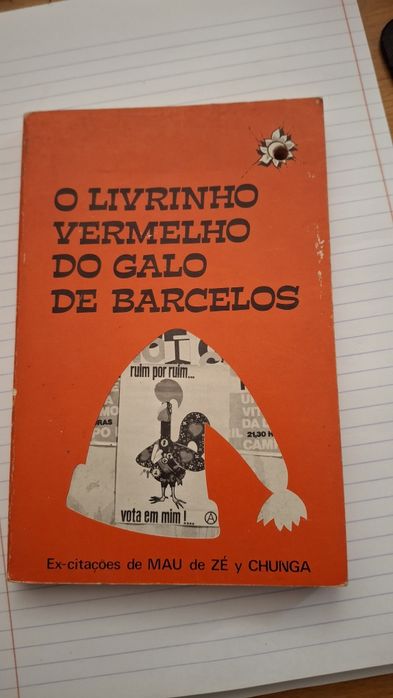 O LIVRINHO
VERMELHO
DO GALO
DE BARCELOS
ruim por ruim...
21,30 H
vota em mim!...
A
Ex-citações de MAU de ZÉ y CHUNGA